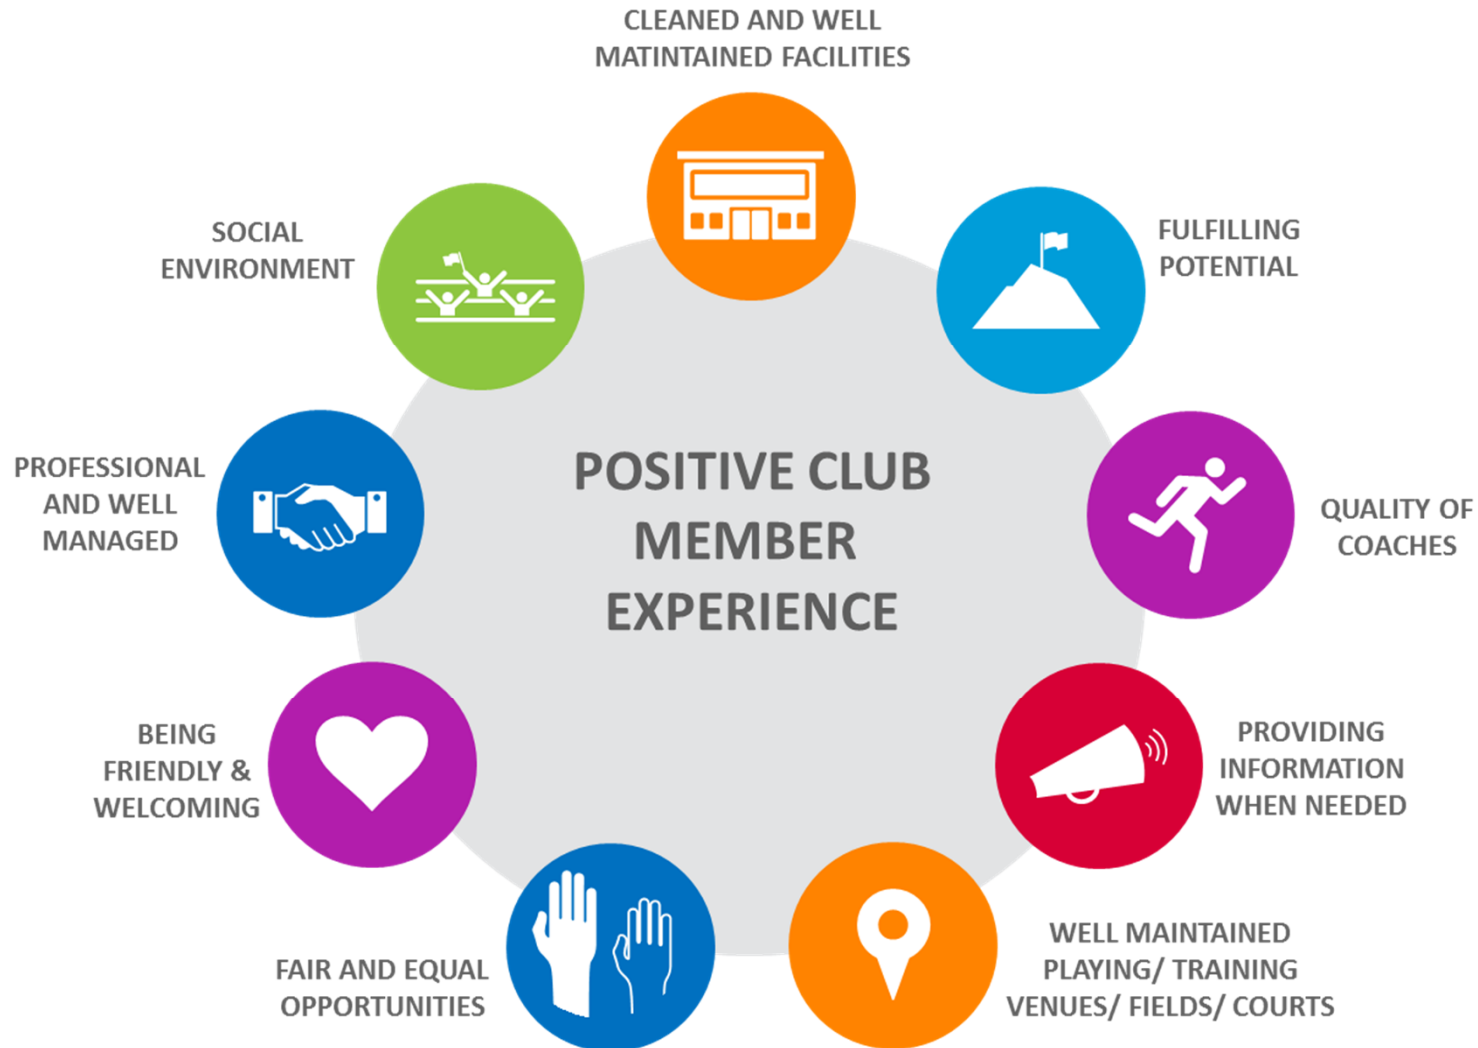 CLEANED AND WELL
MATINTAINED FACILITIES
FULFILLING
POTENTIAL
QUALITY OF
COACHES
PROVIDING
INFORMATION
WHEN NEEDED
WELL MAINTAINED
PLAYING/ TRAINING
VENUES/ FIELDS/ COURTS
FAIR AND EQUAL
OPPORTUNITIES
BEING
FRIENDLY &
WELCOMING
PROFESSIONAL
AND WELL
MANAGED
SOCIAL
ENVIRONMENT
POSITIVE CLUB
MEMBER
EXPERIENCE